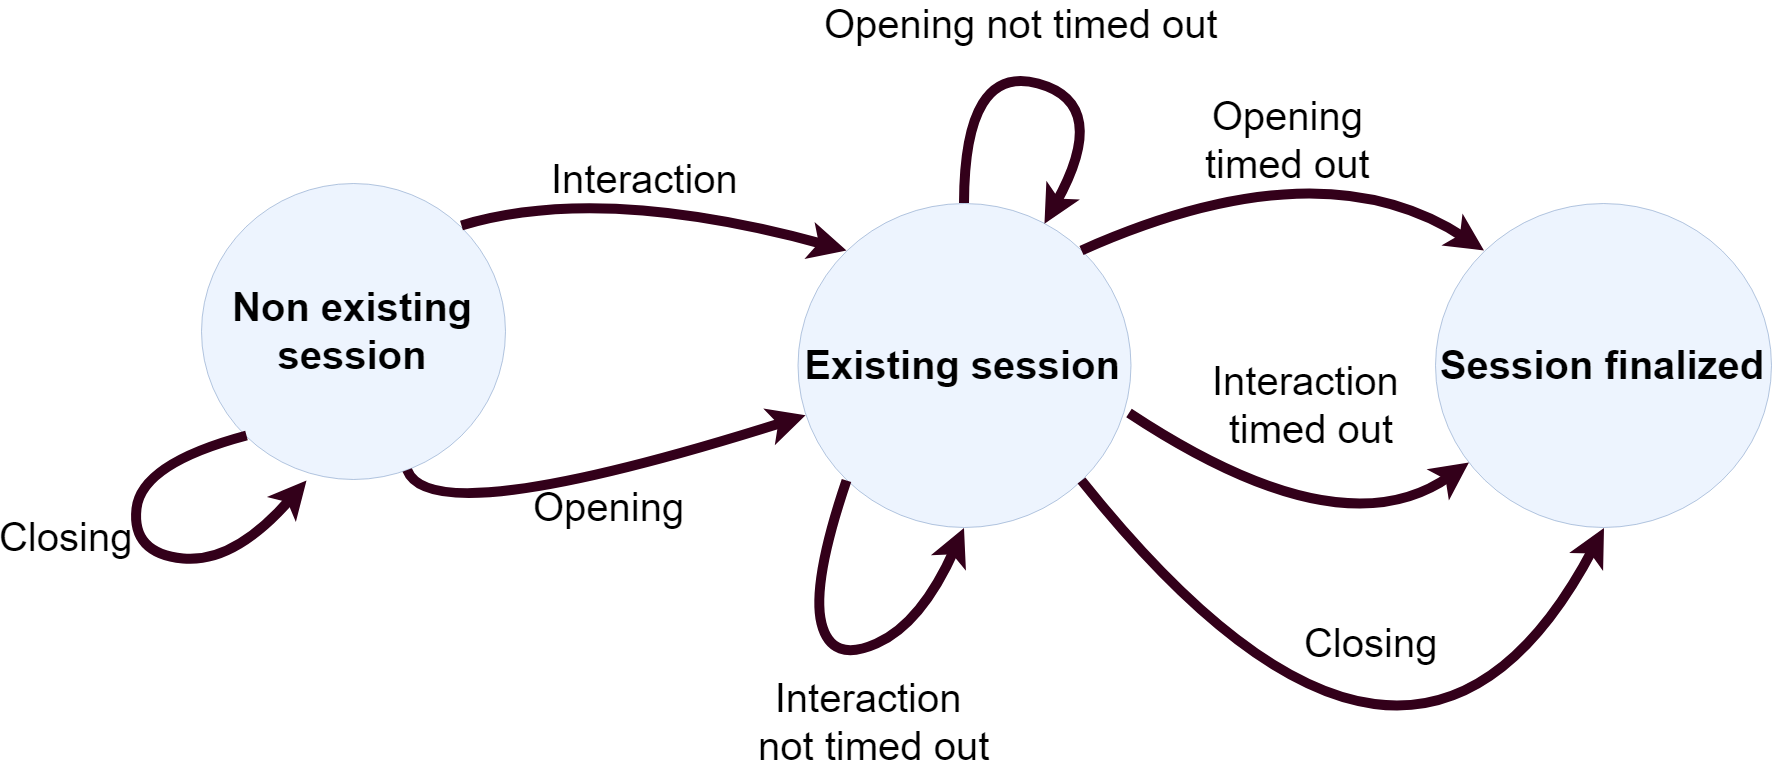 Opening not timed out
Opening
timed out
Interaction
Non existing
session
Existing session
Session finalized
Interaction
timed out
Opening
Closing
Closing
Interaction
not timed out